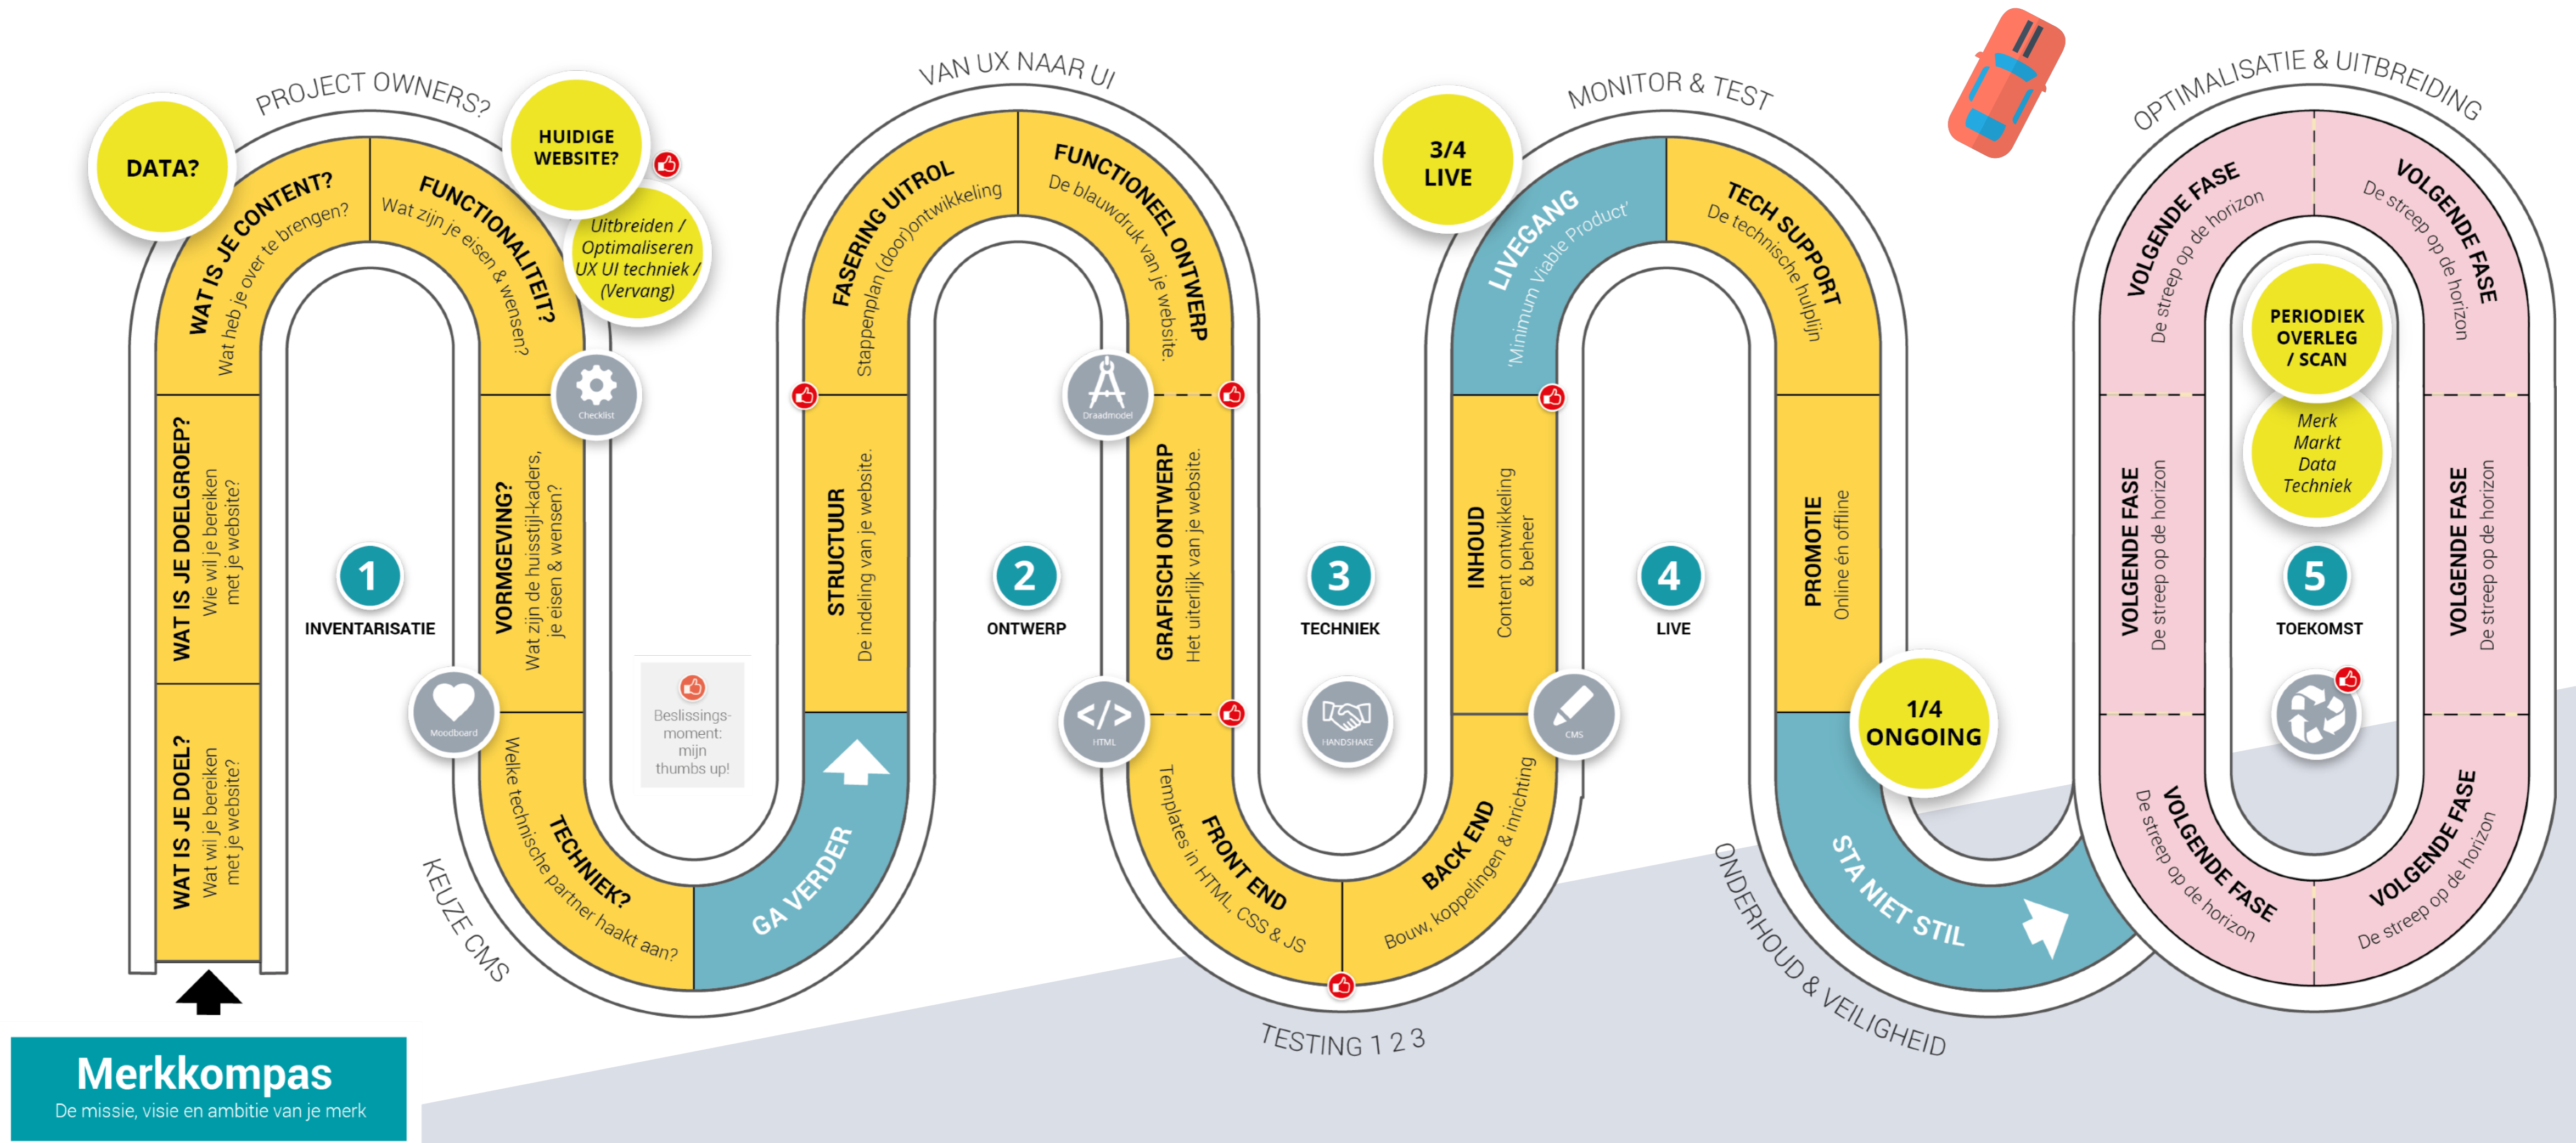 Merkkompas
De missie, visie en ambitie van je merk
WAT IS JE DOEL?
Wat wil je bereiken
met je website?
WAT IS JE DOELGROEP?
Wie wil je bereiken
met je website?
DATA?
WAT IS JE CONTENT?
Wat heb je over te brengen?
PROJECT OWNERS?
FUNCTIONALITEIT?
Wat zijn je eisen & wensen?
HUIDIGE
WEBSITE?
Uitbreiden /
Optimaliseren
UX UI techniek /
(Vervang)
Checklist
1
INVENTARISATIE
VORMGEVING?
Wat zijn de huisstijl-kaders,
je eisen & wensen?
Moodboard
TECHNIEK?
Welke technische partner haakt aan?
KEUZE CMS
Beslissings-
moment:
mijn
thumbs up!
GA VERDER
STRUCTUUR
De indeling van je website.
FASERING UITROL
Stappenplan (door)ontwikkeling
VAN UX NAAR UI
FUNCTIONEEL ONTWERP
De blauwdruk van je website.
Draadmodel
2
ONTWERP
GRAFISCH ONTWERP
Het uiterlijk van je website.
</>
HTML
FRONT END
Templates in HTML, CSS & JS
TESTING 1 2 3
3
TECHNIEK
HANDSHAKE
BACK END
Bouw, koppelingen & inrichting
CMS
INHOUD
Content ontwikkeling
& beheer
3/4
LIVE
LIVEGANG
'Minimum Viable Product'
MONITOR & TEST
TECH SUPPORT
De technische hulplijn
4
LIVE
PROMOTIE
Online én offline
1/4
ONGOING
STA NIET STIL
ONDERHOUD & VEILIGHEID
OPTIMALISATIE & UITBREIDING
VOLGENDE FASE
De streep op de horizon
VOLGENDE FASE
De streep op de horizon
VOLGENDE FASE
De streep op de horizon
VOLGENDE FASE
De streep op de horizon
VOLGENDE FASE
De streep op de horizon
VOLGENDE FASE
De streep op de horizon
PERIODIEK
OVERLEG
/ SCAN
Merk
Markt
Data
Techniek
5
TOEKOMST